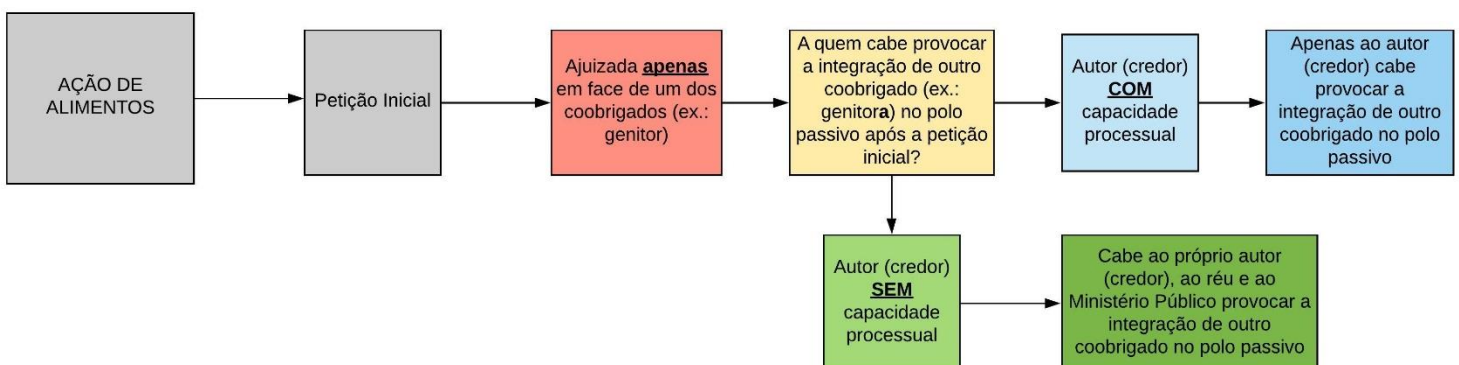 AÇÃO DE
ALIMENTOS
Petição Inicial
Ajuizada apenas
em face de um dos
coobrigados (ex.:
genitor)
A quem cabe provocar
a integração de outro
coobrigado (ex.:
genitora) no polo
passivo após a petição
inicial?
Autor (credor)
COM
capacidade
processual
Apenas ao autor
(credor) cabe
provocar a
integração de outro
coobrigado no polo
passivo
Autor (credor)
SEM
capacidade
processual
Cabe ao próprio autor
(credor), ao réu e ao
Ministério Público provocar a
integração de outro
coobrigado no polo passivo